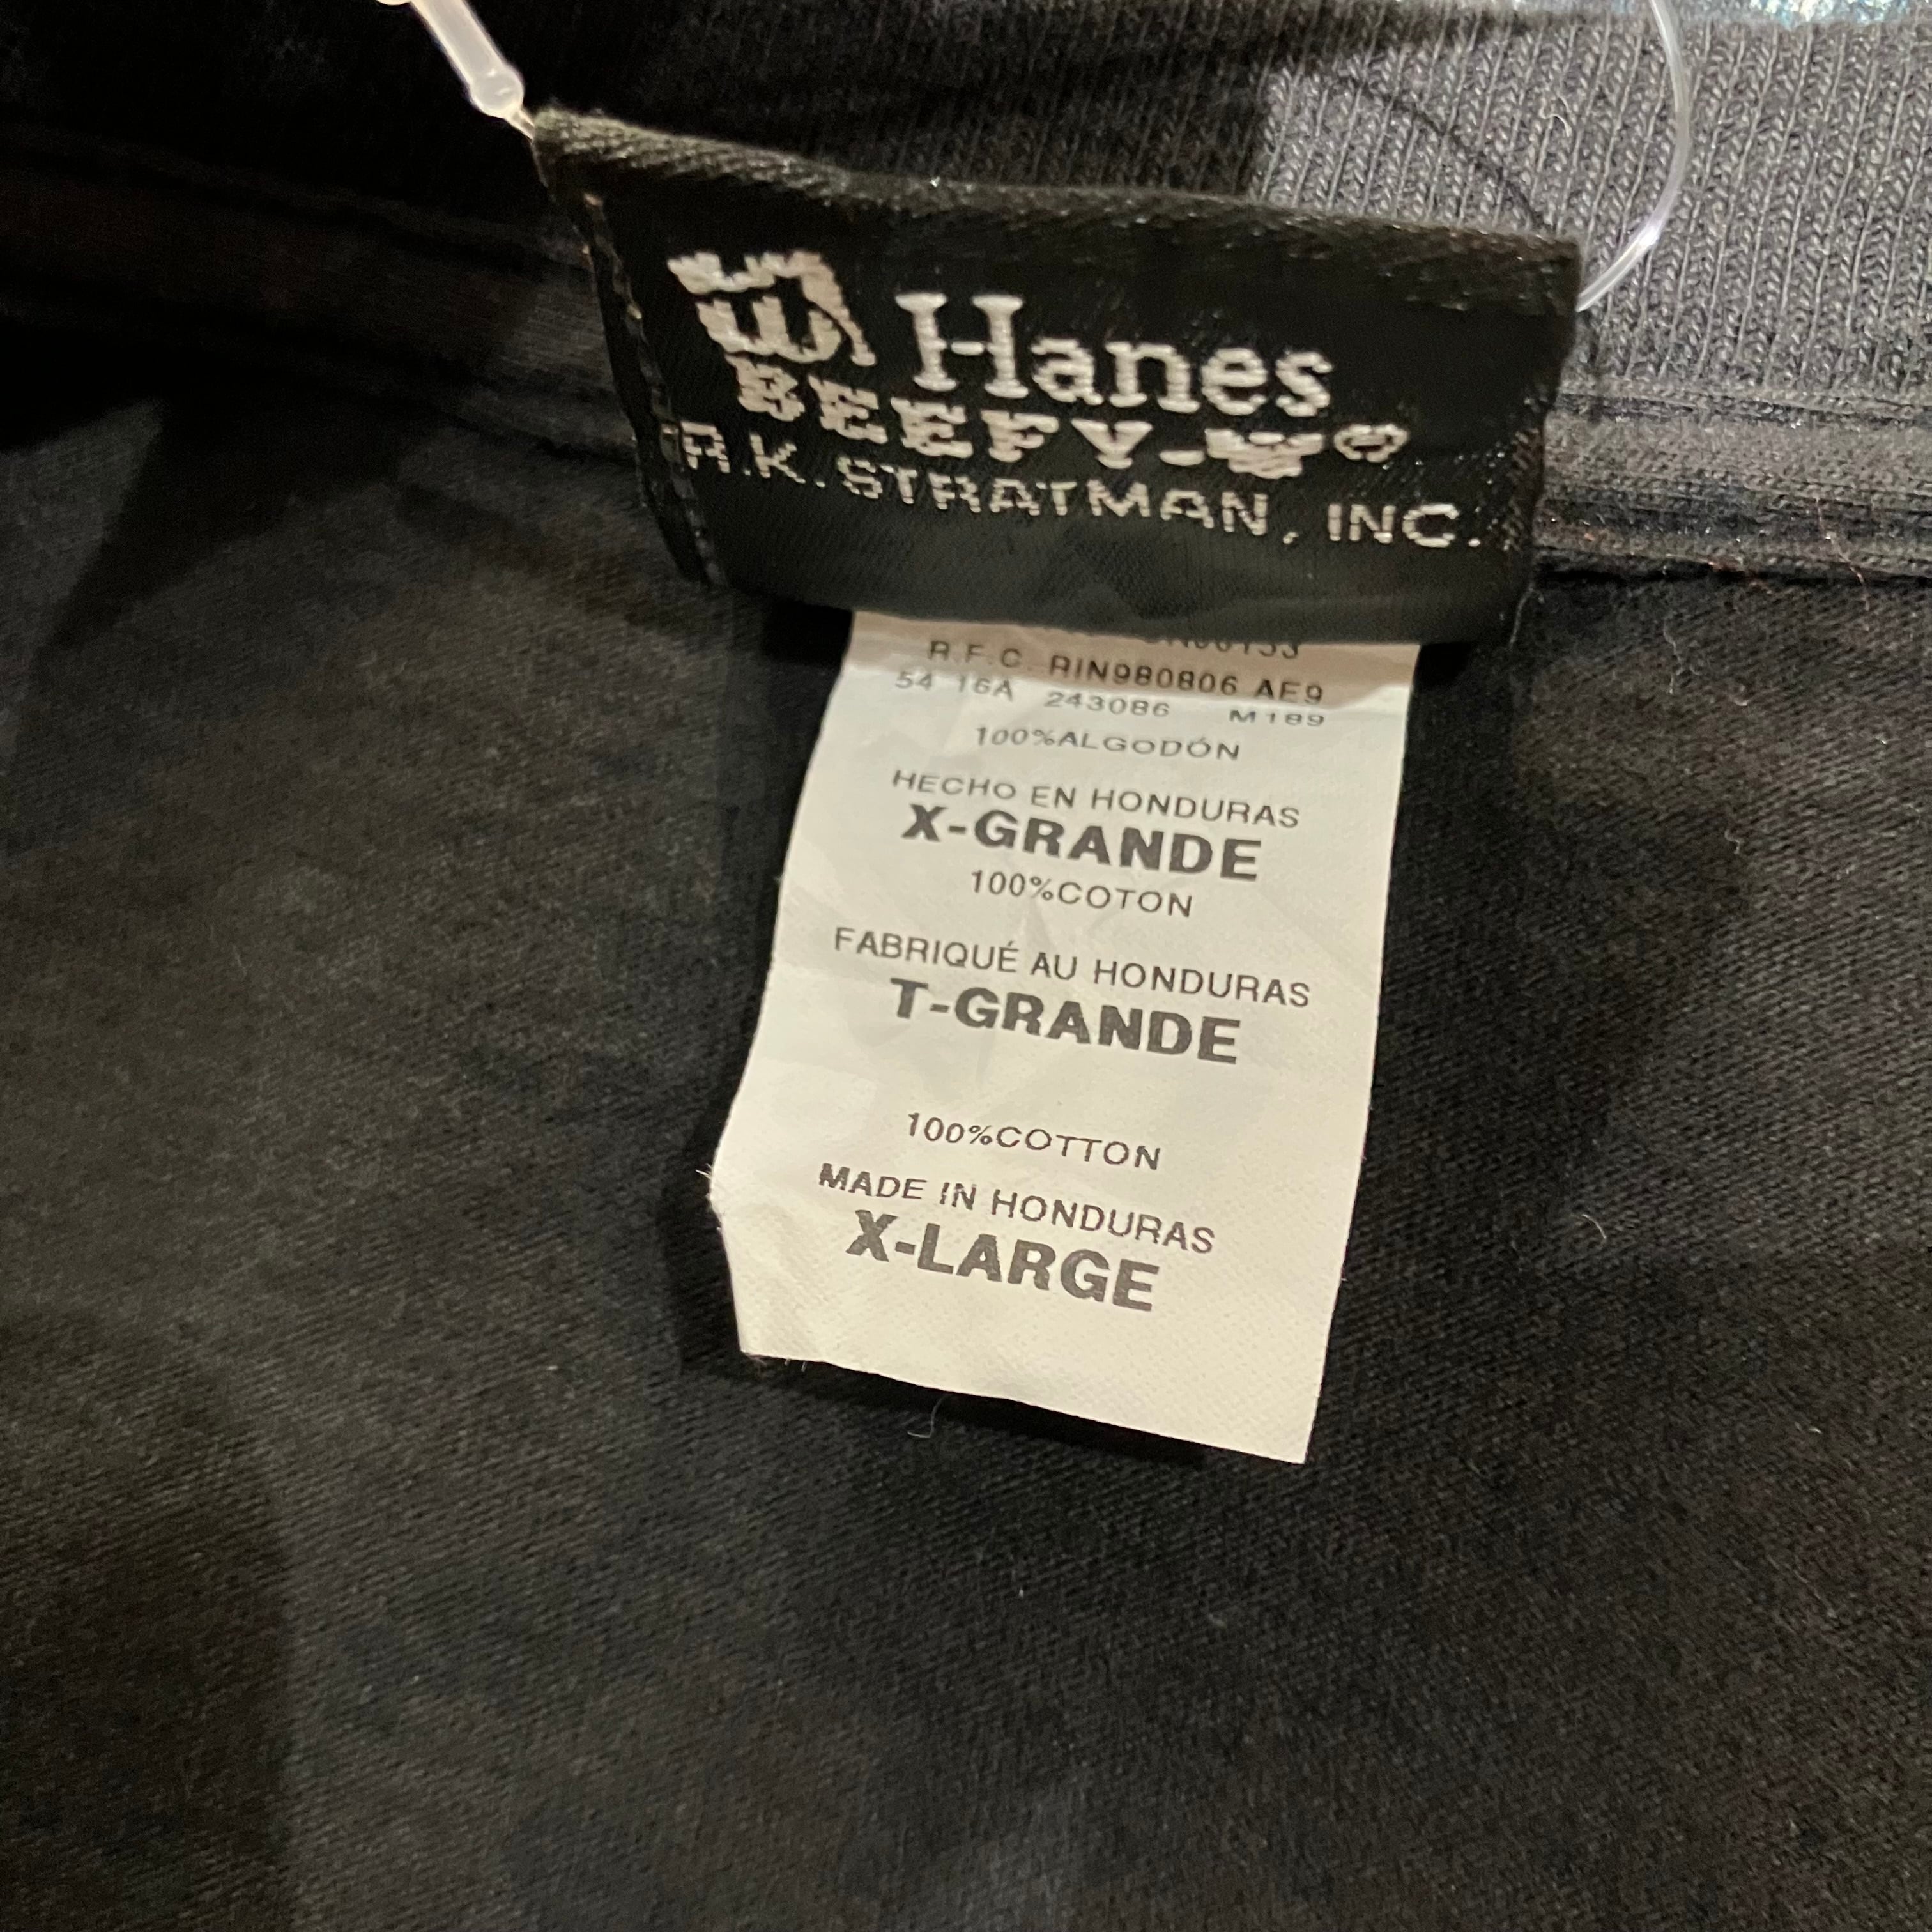 Hanes
BEEFY-T®
R.K. STRATMAN, INC.
R.F.C. RIN980806 AE9
54 16A 243086 M189
100%ALGODÓN
HECHO EN HONDURAS
X-GRANDE
100%COTON
FABRIQUÉ AU HONDURAS
T-GRANDE
100%COTTON
MADE IN HONDURAS
X-LARGE